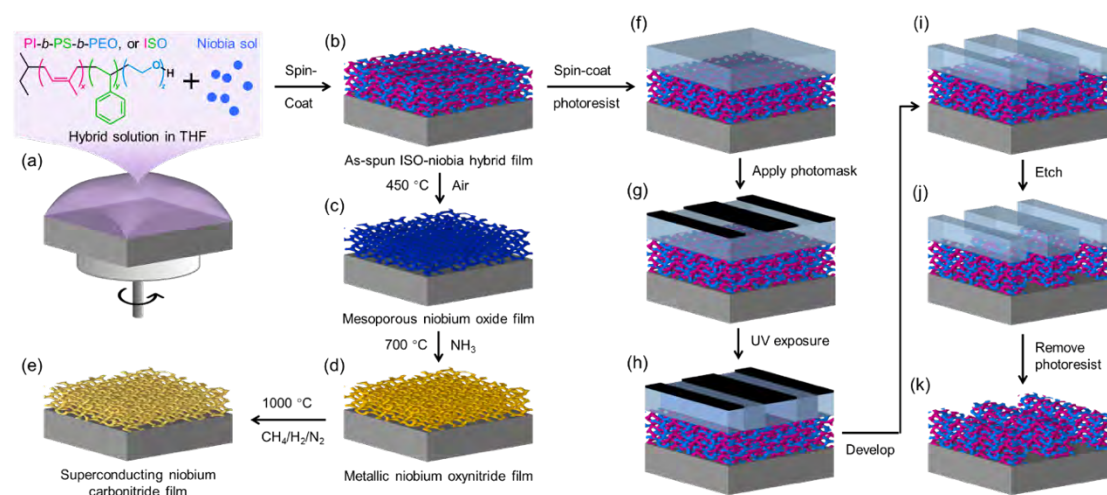 PI-b-PS-b-PEO, or ISO
Niobia sol
x
y
z
O
H
+
Hybrid solution in THF
(a)
Spin-
Coat
(b)
As-spun ISO-niobia hybrid film
450 °C
Air
(c)
Mesoporous niobium oxide film
700 °C
NH3
(d)
Metallic niobium oxynitride film
1000 °C
CH4/H2/N2
(e)
Superconducting niobium
carbonitride film
Spin-coat
photoresist
(f)
Apply photomask
(g)
UV exposure
(h)
Develop
(i)
Etch
(j)
Remove
photoresist
(k)